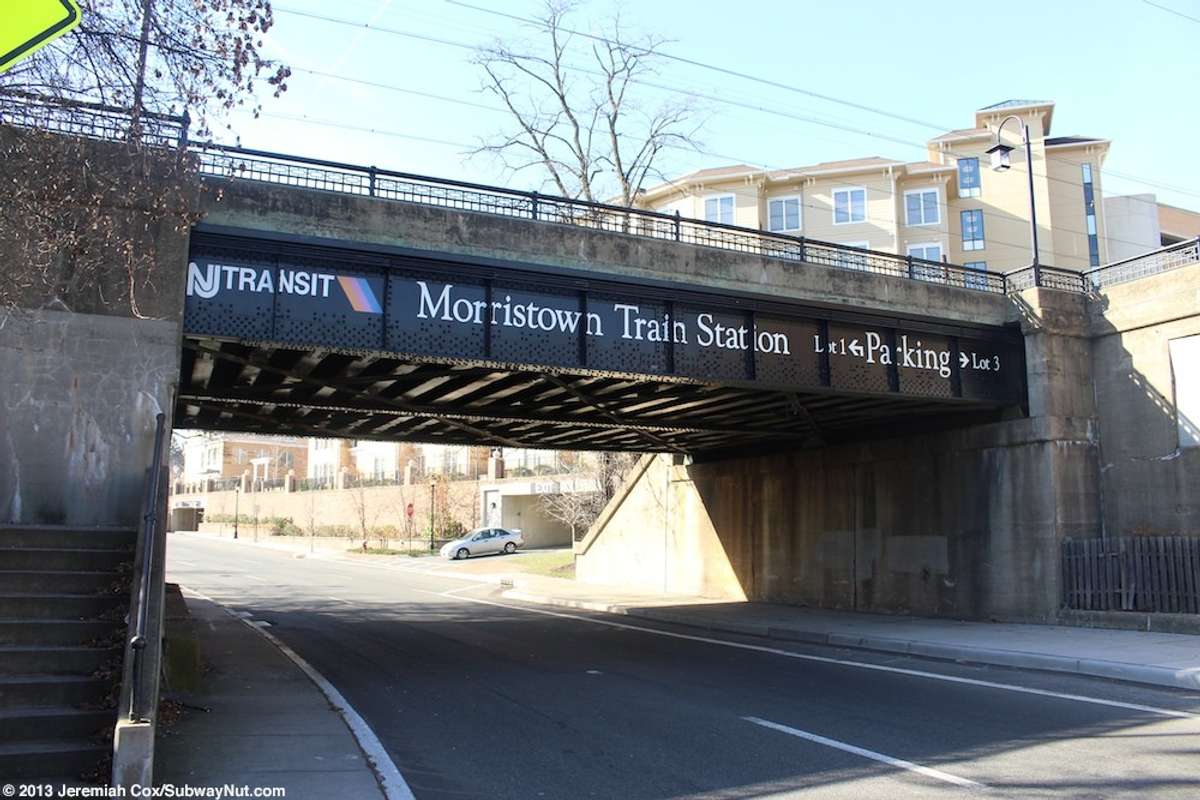 NJ TRANSIT Morristown Train Station Lot 1 ↰ Parking → Lot 3
© 2013 Jeremiah Cox/SubwayNut.com